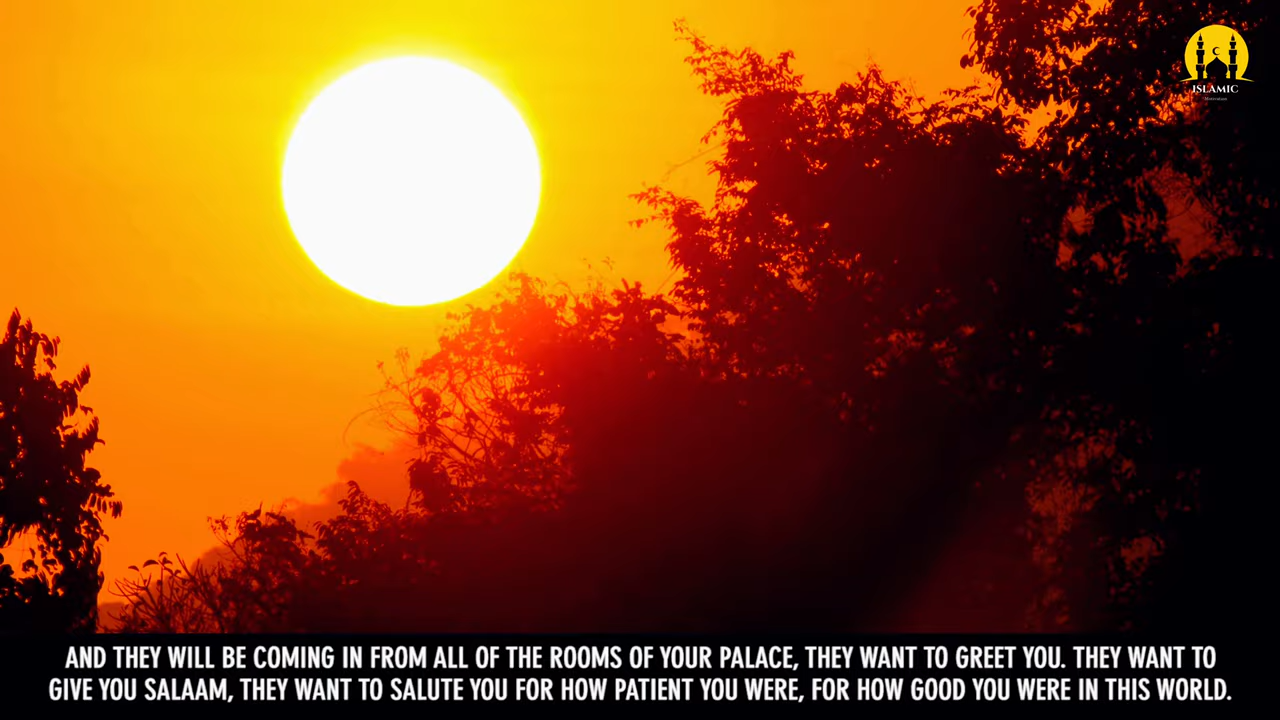 ISLAMIC
Motivation
AND THEY WILL BE COMING IN FROM ALL OF THE ROOMS OF YOUR PALACE, THEY WANT TO GREET YOU. THEY WANT TO
GIVE YOU SALAAM, THEY WANT TO SALUTE YOU FOR HOW PATIENT YOU WERE, FOR HOW GOOD YOU WERE IN THIS WORLD.